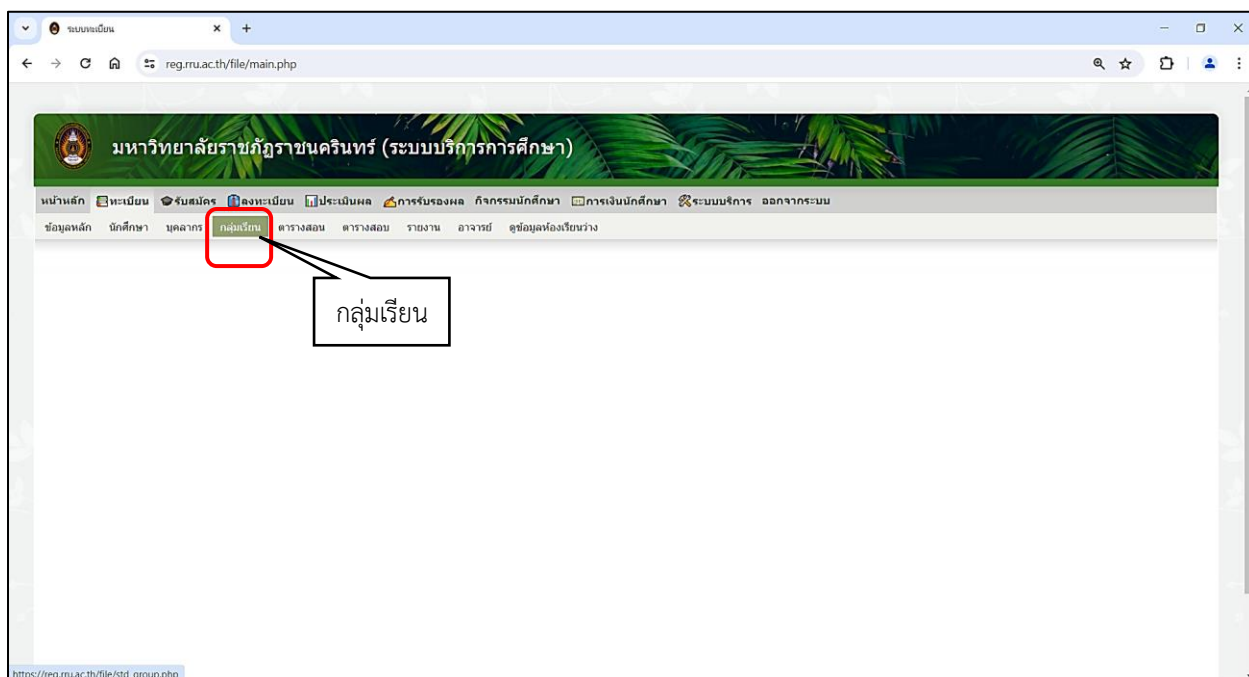 ระบบทะเบียน
reg.rru.ac.th/file/main.php
มหาวิทยาลัยราชภัฏราชนครินทร์ (ระบบบริการการศึกษา)
หน้าหลัก ทะเบียน รับสมัคร ลงทะเบียน ประเมินผล การรับรองผล กิจกรรมนักศึกษา การเงินนักศึกษา ระบบบริการ ออกจากระบบ
ข้อมูลหลัก นักศึกษา บุคลากร กลุ่มเรียน ตารางสอน ตารางสอบ รายงาน อาจารย์ ดูข้อมูลห้องเรียนว่าง
กลุ่มเรียน
https://reg.rru.ac.th/file/std_group.php